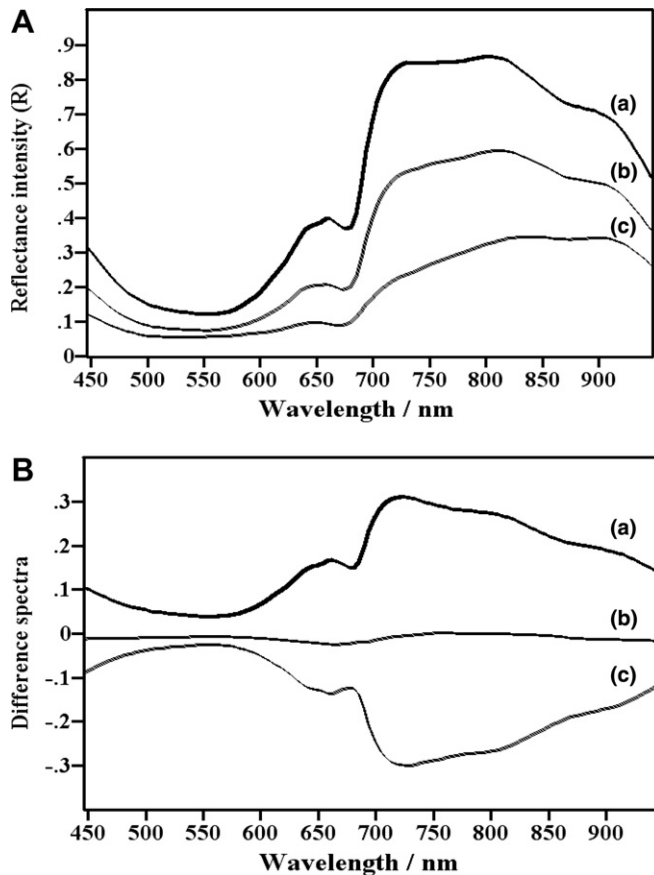 A
Reflectance intensity (R)
.9
.8
.7
.6
.5
.4
.3
.2
.1
0
(a)
(b)
(c)
450 500 550 600 650 700 750 800 850 900
Wavelength / nm
B
Difference spectra
.3
.2
.1
0
-.1
-.2
-.3
(a)
(b)
(c)
450 500 550 600 650 700 750 800 850 900
Wavelength / nm